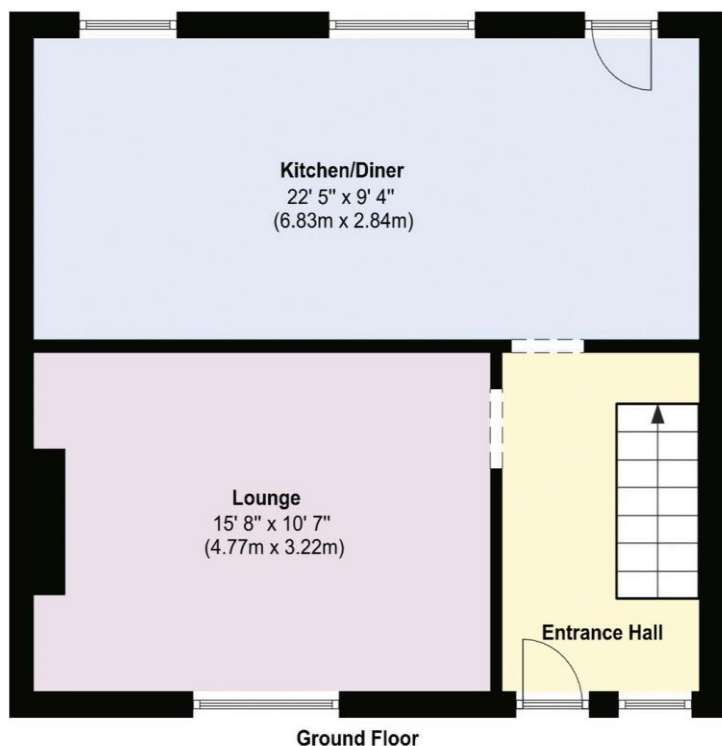 Kitchen/Diner
22' 5" x 9' 4"
(6.83m x 2.84m)
Lounge
15' 8" x 10' 7"
(4.77m x 3.22m)
Entrance Hall
Ground Floor